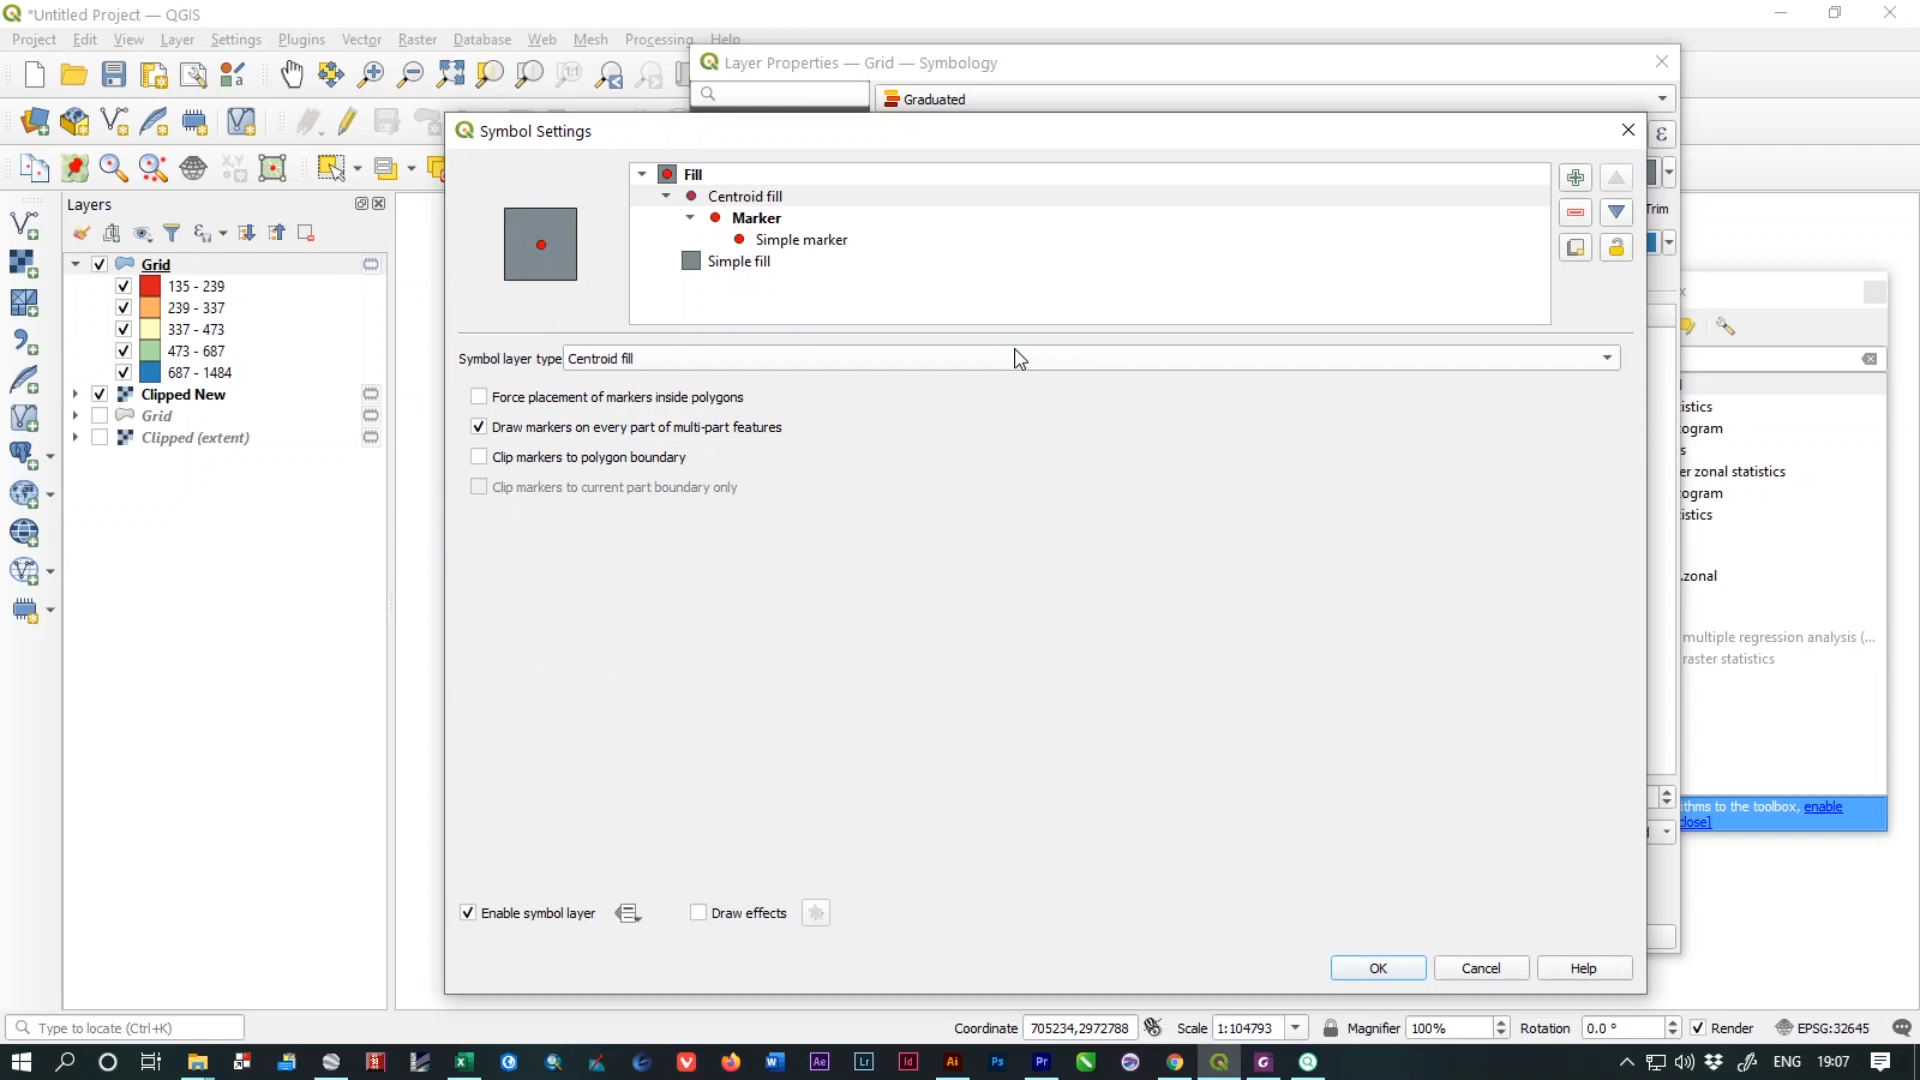 *Untitled Project — QGIS
Project Edit View Layer Settings Plugins Vector Raster Database Web Mesh Processing Help
Layer Properties — Grid — Symbology
Graduated
Symbol Settings
Fill
Centroid fill
Marker
Simple marker
Simple fill
Trim
Layers
Grid
135 - 239
239 - 337
337 - 473
473 - 687
687 - 1484
Clipped New
Grid
Clipped (extent)
Symbol layer type Centroid fill
Force placement of markers inside polygons
Draw markers on every part of multi-part features
Clip markers to polygon boundary
Clip markers to current part boundary only
istics
ogram
s
er zonal statistics
ogram
istics
.zonal
multiple regression analysis (...
raster statistics
ithms to the toolbox, enable
close]
Enable symbol layer Draw effects
OK Cancel Help
Type to locate (Ctrl+K) Coordinate 705234,2972788 Scale 1:104793 Magnifier 100% Rotation 0.0 ° Render EPSG:32645
ENG 19:07